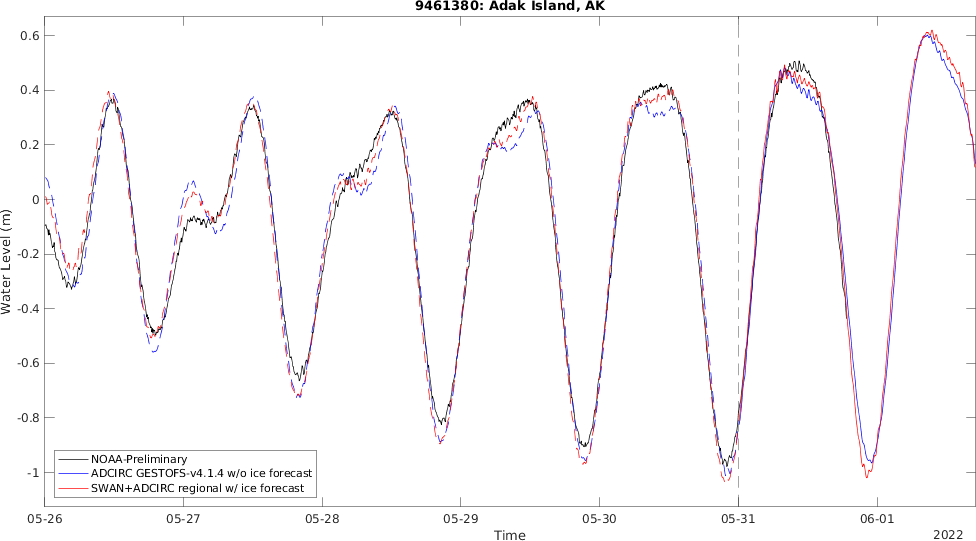 9461380: Adak Island, AK
0.6
0.4
0.2
0
-0.2
-0.4
-0.6
-0.8
-1
Water Level (m)
NOAA-Preliminary
ADCIRC GESTOFS-v4.1.4 w/o ice forecast
SWAN+ADCIRC regional w/ ice forecast
05-26 05-27 05-28 05-29 05-30 05-31 06-01
Time
2022